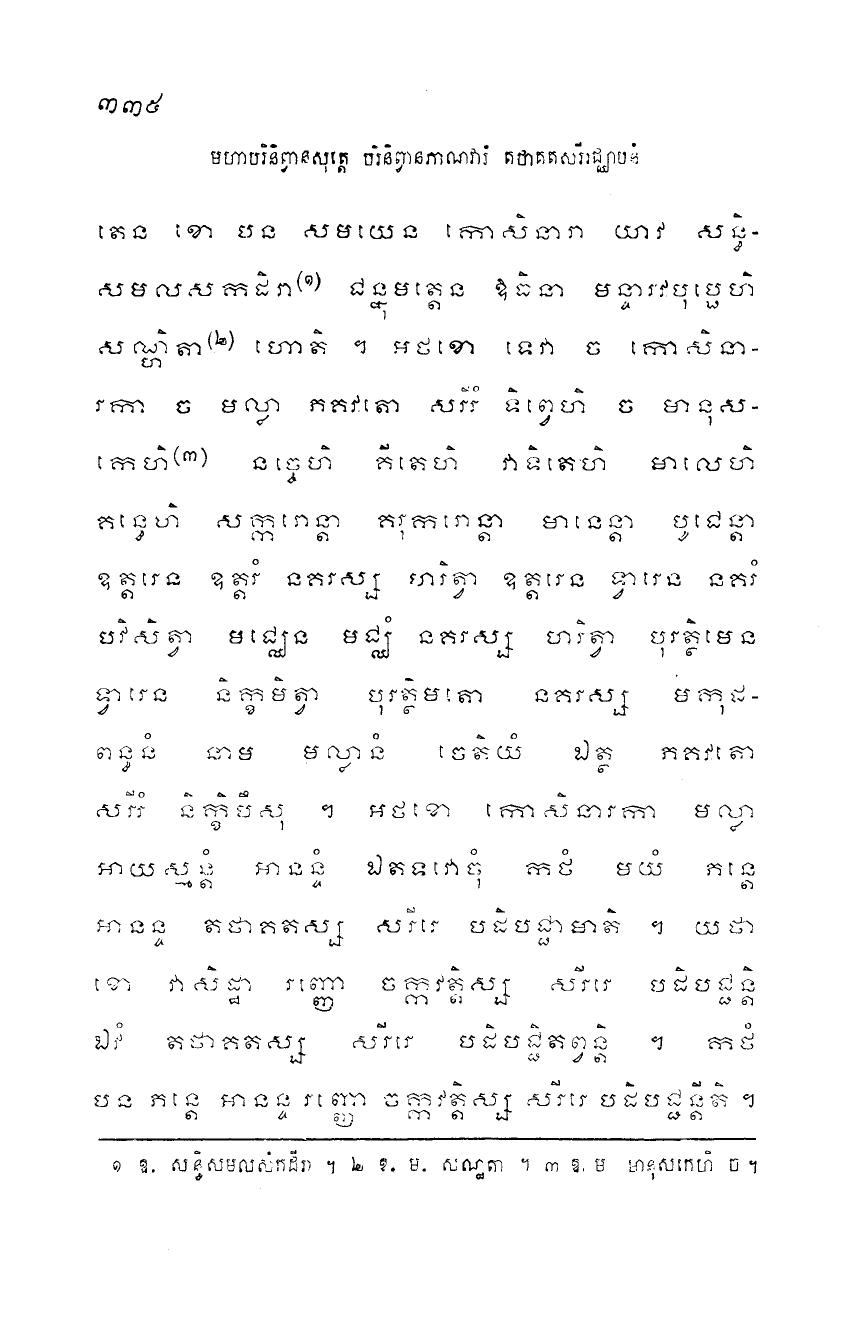 ៣៣៥
មហាបរិនិព្វានសុត្តេ បរិនិព្វានភាណវារំ តថាគតសរីរដ្ឋាបនំ
តេន ខោ បន សមយេន កោសិនារា យាវ សន្ធិ-
សមលសកដិរា(១) ជន្នុមត្តេន ឱធិនា មន្ទារវបុប្ផេហិ
សណ្ហិតា(២) ហោតិ ។ អថខោ ទេវា ច កោសិនា-
រកា ច មល្លា ភគវតោ សរីរំ ទិព្វេហិ ច មានុស-
កេហិ(៣) នច្ចេហិ គីតេហិ វាទិតេហិ មាលេហិ
គន្ធេហិ សក្ករោន្តា គរុករោន្តា មានេន្តា បូជេន្តា
ឧត្តរេន ឧត្តរំ នគរស្ស ហរិត្វា ឧត្តរេន ទ្វារេន នគរំ
បវិសិត្វា មជ្ឈេន មជ្ឈំ នគរស្ស ហរិត្វា បុរត្ថិមេន
ទ្វារេន និក្ខមិត្វា បុរត្ថិមតោ នគរស្ស មកុដ-
ពន្ធនំ នាម មល្លានំ ចេតិយំ ឯត្ថ ភគវតោ
សរីរំ និក្ខិបឹសុ ។ អថខោ កោសិនារកា មល្លា
អាយស្មន្តំ អានន្ទំ ឯតទវោចុំ កថំ មយំ ភន្តេ
អានន្ទ តថាគតស្ស សរីរេ បដិបជ្ជាមាតិ ។ យថា
ខោ វាសិដ្ឋា រញ្ញោ ចក្កវត្តិស្ស សរីរេ បដិបជ្ជន្តិ
ឯវំ តថាគតស្ស សរីរេ បដិបជ្ជិតព្វន្តិ ។ កថំ
បន ភន្តេ អានន្ទ រញ្ញោ ចក្កវត្តិស្ស សរីរេ បដិបជ្ជន្តីតិ ។
១ ឱ. សន្ធិសមលសំកដីរា ។ ២ ឱ. ម. សណ្ឋតា ។ ៣ ឱ. ម មានុសកេហិ ច ។